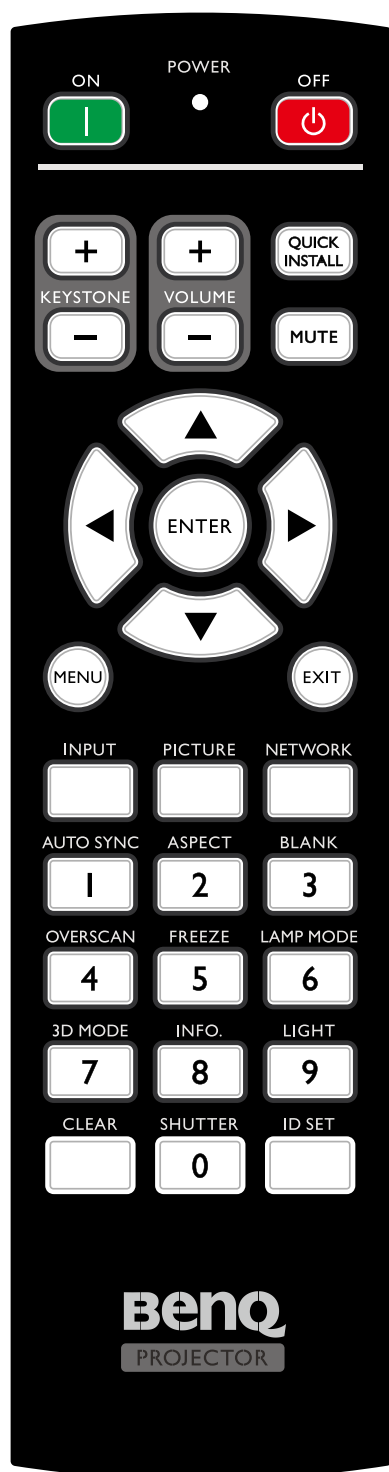 POWER
ON OFF
+ + QUICK INSTALL
KEYSTONE VOLUME
- - MUTE
ENTER
MENU EXIT
INPUT PICTURE NETWORK
AUTO SYNC ASPECT BLANK
1 2 3
OVERSCAN FREEZE LAMP MODE
4 5 6
3D MODE INFO. LIGHT
7 8 9
CLEAR SHUTTER ID SET
0
BenQ
PROJECTOR